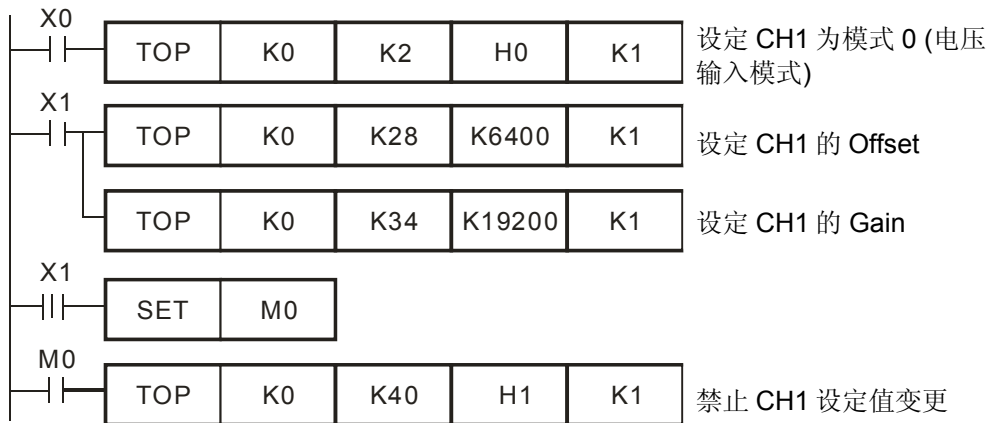 X0
TOP K0 K2 H0 K1 设定 CH1 为模式 0 (电压
输入模式)
X1
TOP K0 K28 K6400 K1 设定 CH1 的 Offset
TOP K0 K34 K19200 K1 设定 CH1 的 Gain
X1
SET M0
M0
TOP K0 K40 H1 K1 禁止 CH1 设定值变更